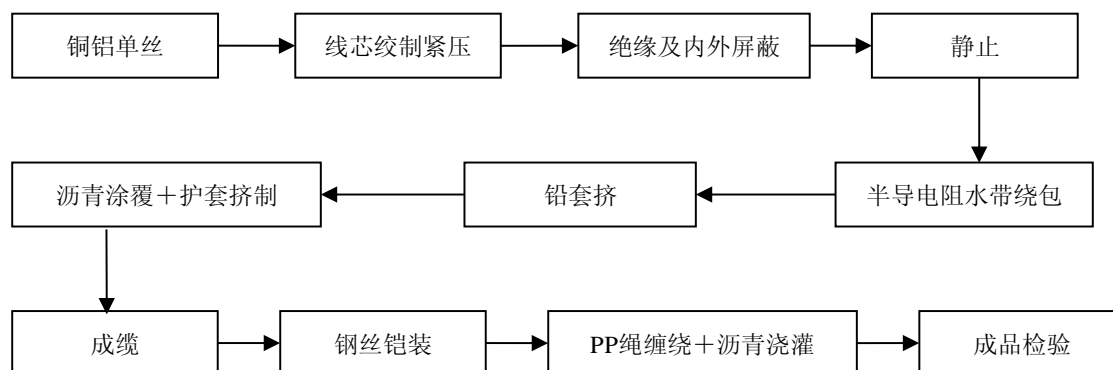 铜铝单丝
线芯绞制紧压
绝缘及内外屏蔽
静止
沥青涂覆＋护套挤制
铅套挤
半导电阻水带绕包
成缆
钢丝铠装
PP绳缠绕＋沥青浇灌
成品检验